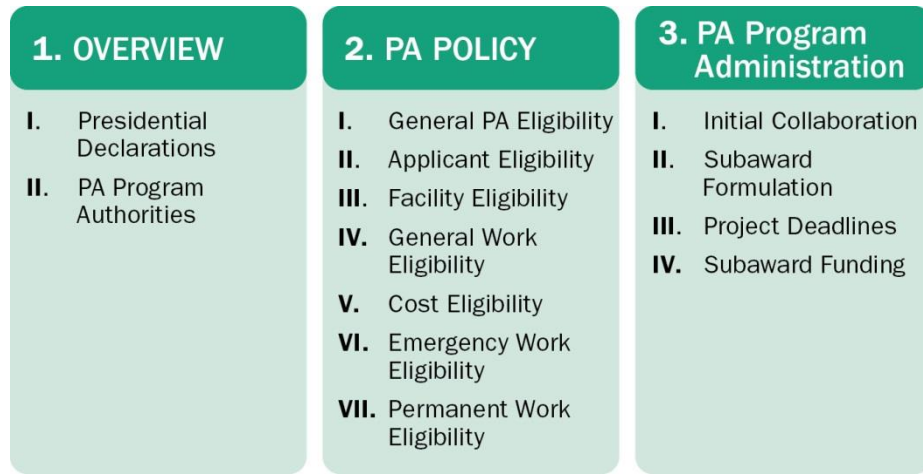 1. OVERVIEW
I. Presidential
Declarations
II. PA Program
Authorities
2. PA POLICY
I. General PA Eligibility
II. Applicant Eligibility
III. Facility Eligibility
IV. General Work
Eligibility
V. Cost Eligibility
VI. Emergency Work
Eligibility
VII. Permanent Work
Eligibility
3. PA Program
Administration
I. Initial Collaboration
II. Subaward
Formulation
III. Project Deadlines
IV. Subaward Funding